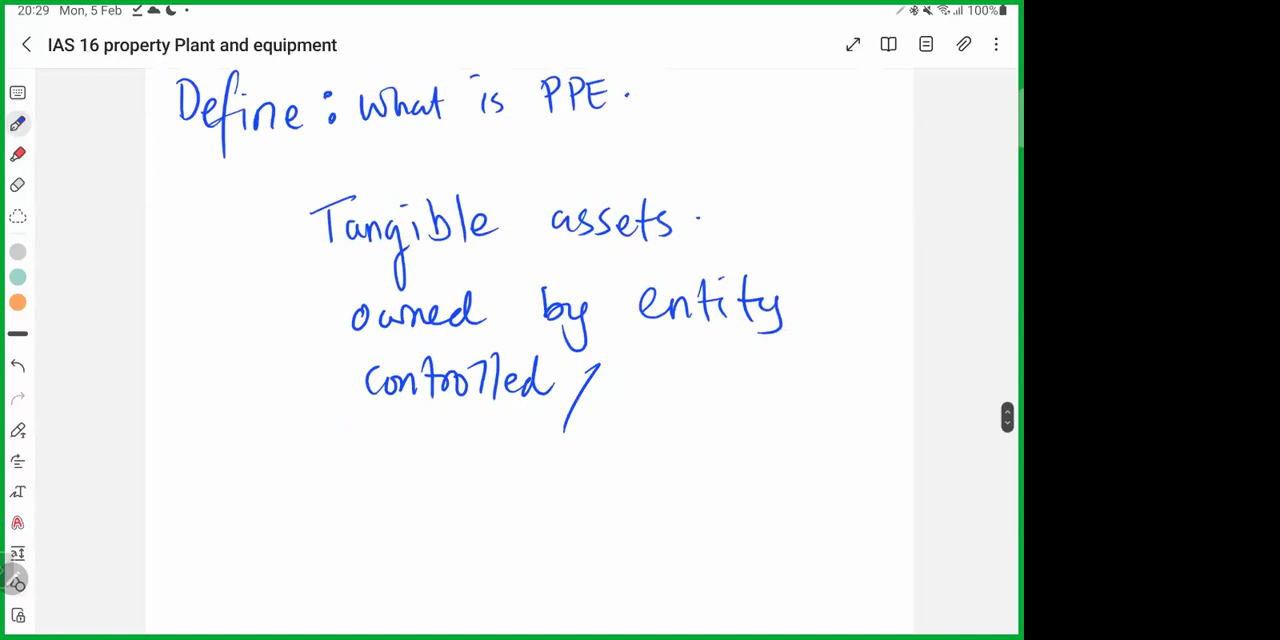 20:29 Mon, 5 Feb 100%
IAS 16 property Plant and equipment
Define : What is PPE.
Tangible assets.
owned by entity
controlled /